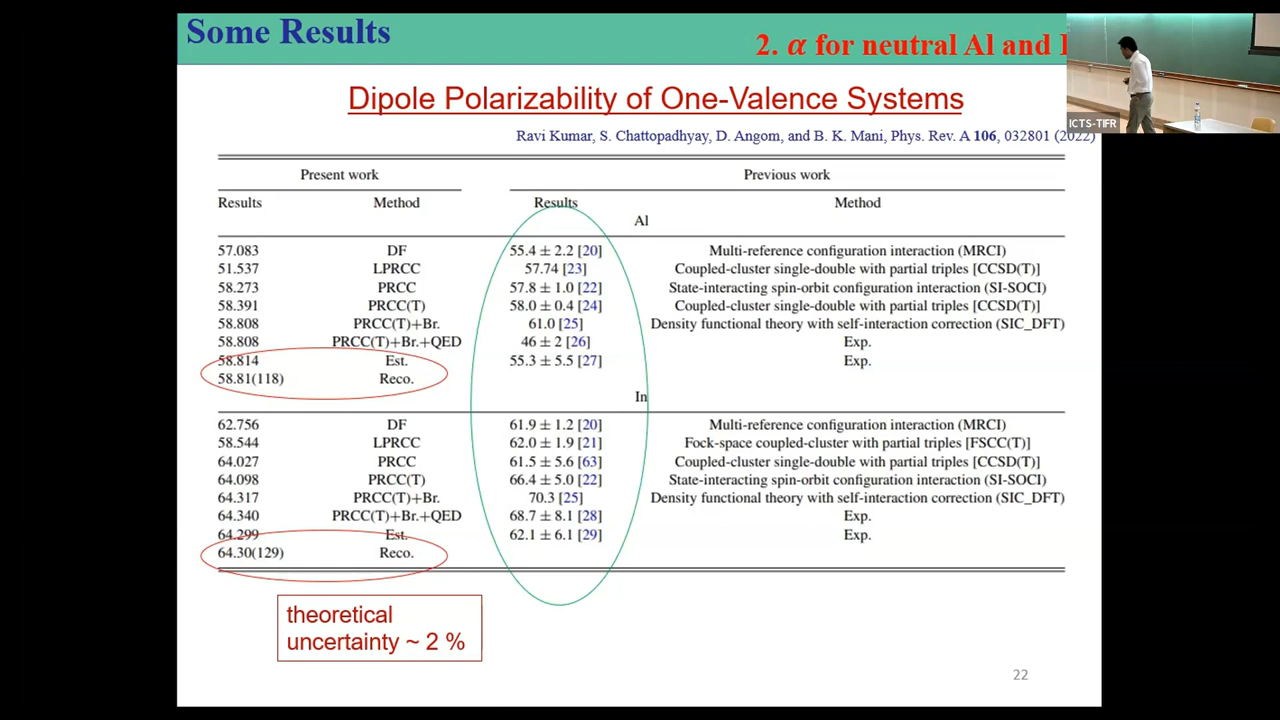 Some Results
2. α for neutral Al and
ICTS-TIFR
Dipole Polarizability of One-Valence Systems
Ravi Kumar, S. Chattopadhyay, D. Angom, and B. K. Mani, Phys. Rev. A 106, 032801 (2022)
Present work Previous work
Results Method Results Method
Al
57.083 DF 55.4 ± 2.2 [20] Multi-reference configuration interaction (MRCI)
51.537 LPRCC 57.74 [23] Coupled-cluster single-double with partial triples [CCSD(T)]
58.273 PRCC 57.8 ± 1.0 [22] State-interacting spin-orbit configuration interaction (SI-SOCI)
58.391 PRCC(T) 58.0 ± 0.4 [24] Coupled-cluster single-double with partial triples [CCSD(T)]
58.808 PRCC(T)+Br. 61.0 [25] Density functional theory with self-interaction correction (SIC_DFT)
58.808 PRCC(T)+Br.+QED 46 ± 2 [26] Exp.
58.814 Est. 55.3 ± 5.5 [27] Exp.
58.81(118) Reco.
In
62.756 DF 61.9 ± 1.2 [20] Multi-reference configuration interaction (MRCI)
58.544 LPRCC 62.0 ± 1.9 [21] Fock-space coupled-cluster with partial triples [FSCC(T)]
64.027 PRCC 61.5 ± 5.6 [63] Coupled-cluster single-double with partial triples [CCSD(T)]
64.098 PRCC(T) 66.4 ± 5.0 [22] State-interacting spin-orbit configuration interaction (SI-SOCI)
64.317 PRCC(T)+Br. 70.3 [25] Density functional theory with self-interaction correction (SIC_DFT)
64.340 PRCC(T)+Br.+QED 68.7 ± 8.1 [28] Exp.
64.299 Est. 62.1 ± 6.1 [29] Exp.
64.30(129) Reco.
theoretical
uncertainty ~ 2 %
22